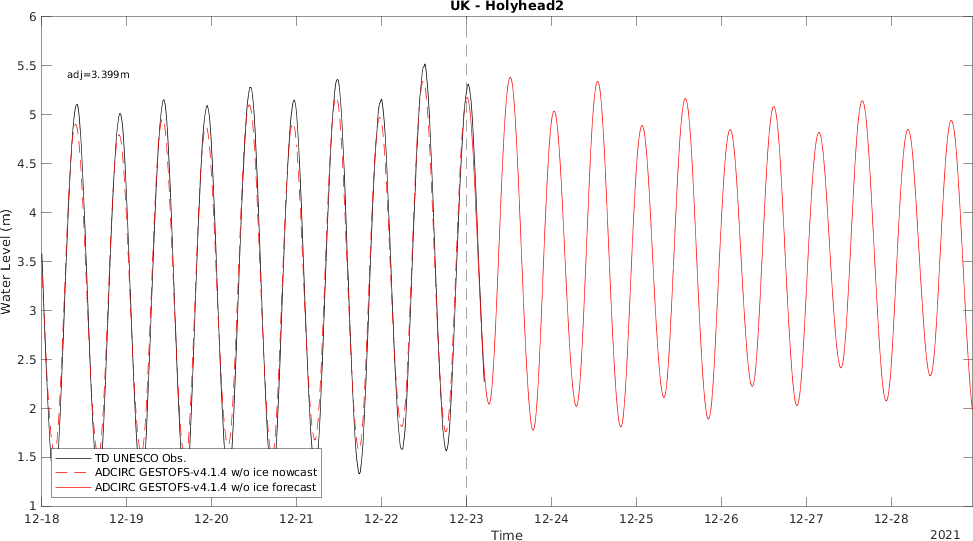 UK - Holyhead2
adj=3.399m
Water Level (m)
6
5.5
5
4.5
4
3.5
3
2.5
2
1.5
1
TD UNESCO Obs.
ADCIRC GESTOFS-v4.1.4 w/o ice nowcast
ADCIRC GESTOFS-v4.1.4 w/o ice forecast
12-18 12-19 12-20 12-21 12-22 12-23 12-24 12-25 12-26 12-27 12-28
Time
2021